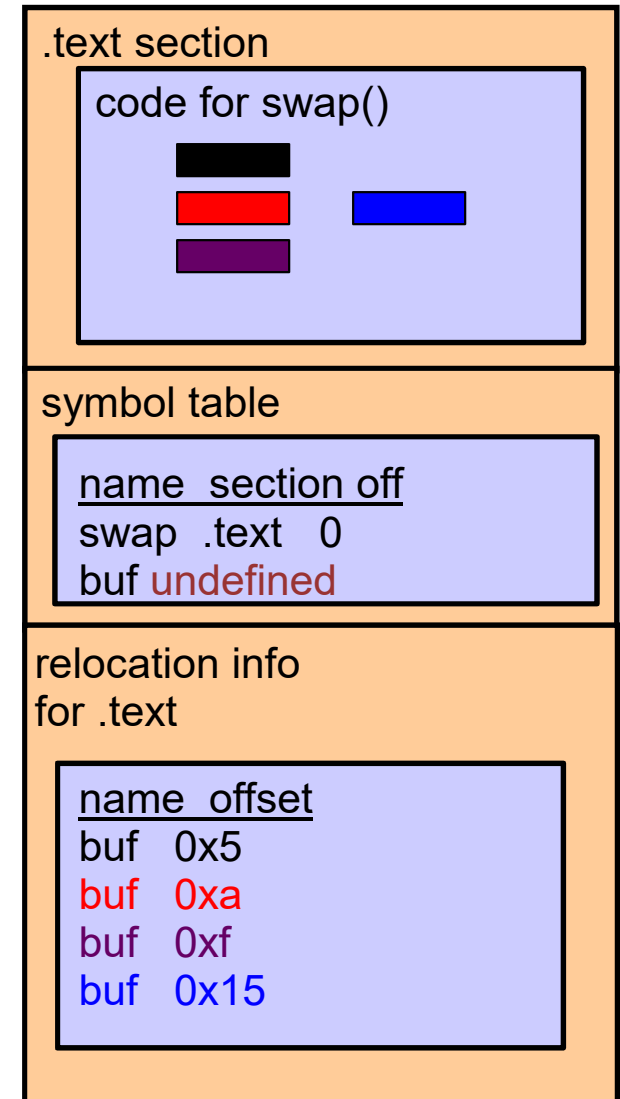 .text section
code for swap()
symbol table
name section off
swap .text 0
buf undefined
relocation info
for .text
name offset
buf 0x5
buf 0xa
buf 0xf
buf 0x15